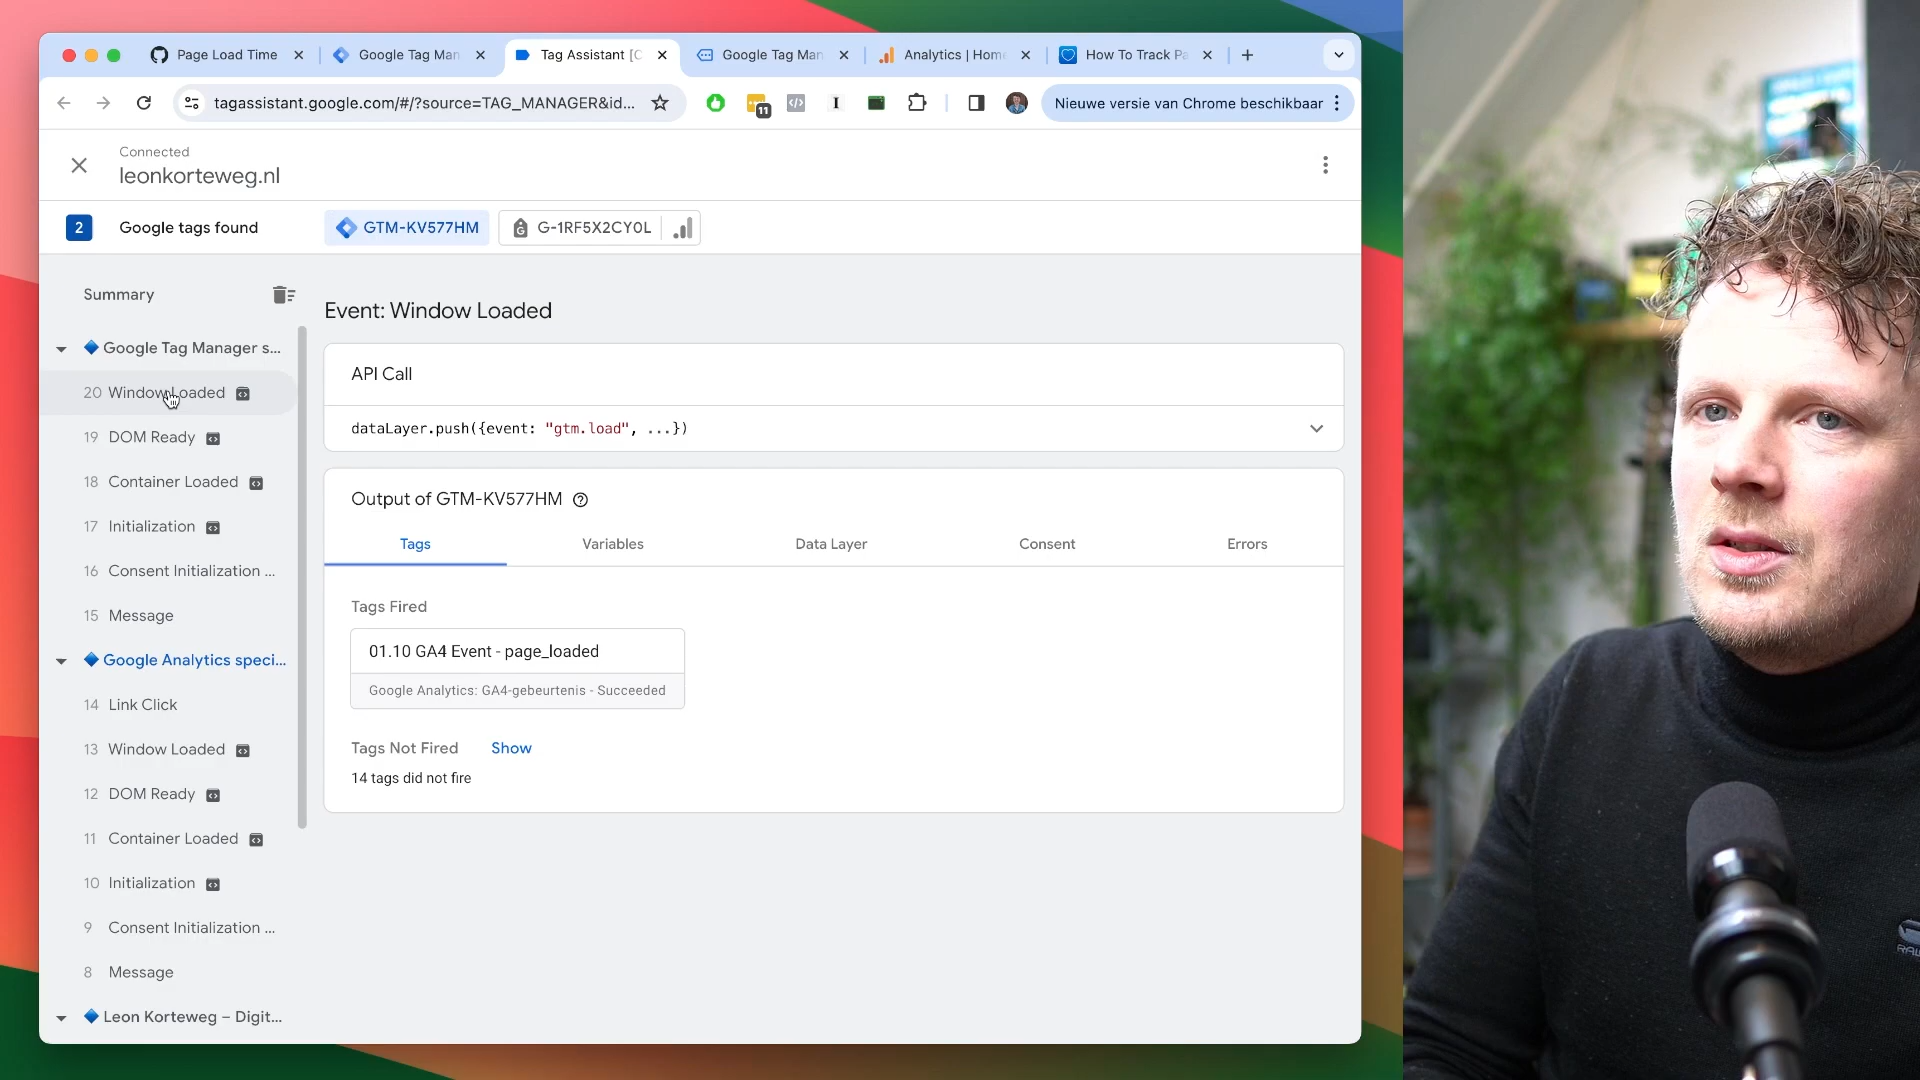 Page Load Time
Google Tag Man
Tag Assistant [C
Google Tag Man
Analytics | Home
How To Track Pa
tagassistant.google.com/#/?source=TAG_MANAGER&id...
11
Nieuwe versie van Chrome beschikbaar
Connected
leonkorteweg.nl
2 Google tags found
GTM-KV577HM
G-1RF5X2CY0L
Summary
Google Tag Manager s...
20 Window Loaded
19 DOM Ready
18 Container Loaded
17 Initialization
16 Consent Initialization ...
15 Message
Google Analytics speci...
14 Link Click
13 Window Loaded
12 DOM Ready
11 Container Loaded
10 Initialization
9 Consent Initialization ...
8 Message
Leon Korteweg – Digit...
Event: Window Loaded
API Call
dataLayer.push({event: "gtm.load", ...})
Output of GTM-KV577HM
Tags Variables Data Layer Consent Errors
Tags Fired
01.10 GA4 Event - page_loaded
Google Analytics: GA4-gebeurtenis - Succeeded
Tags Not Fired Show
14 tags did not fire